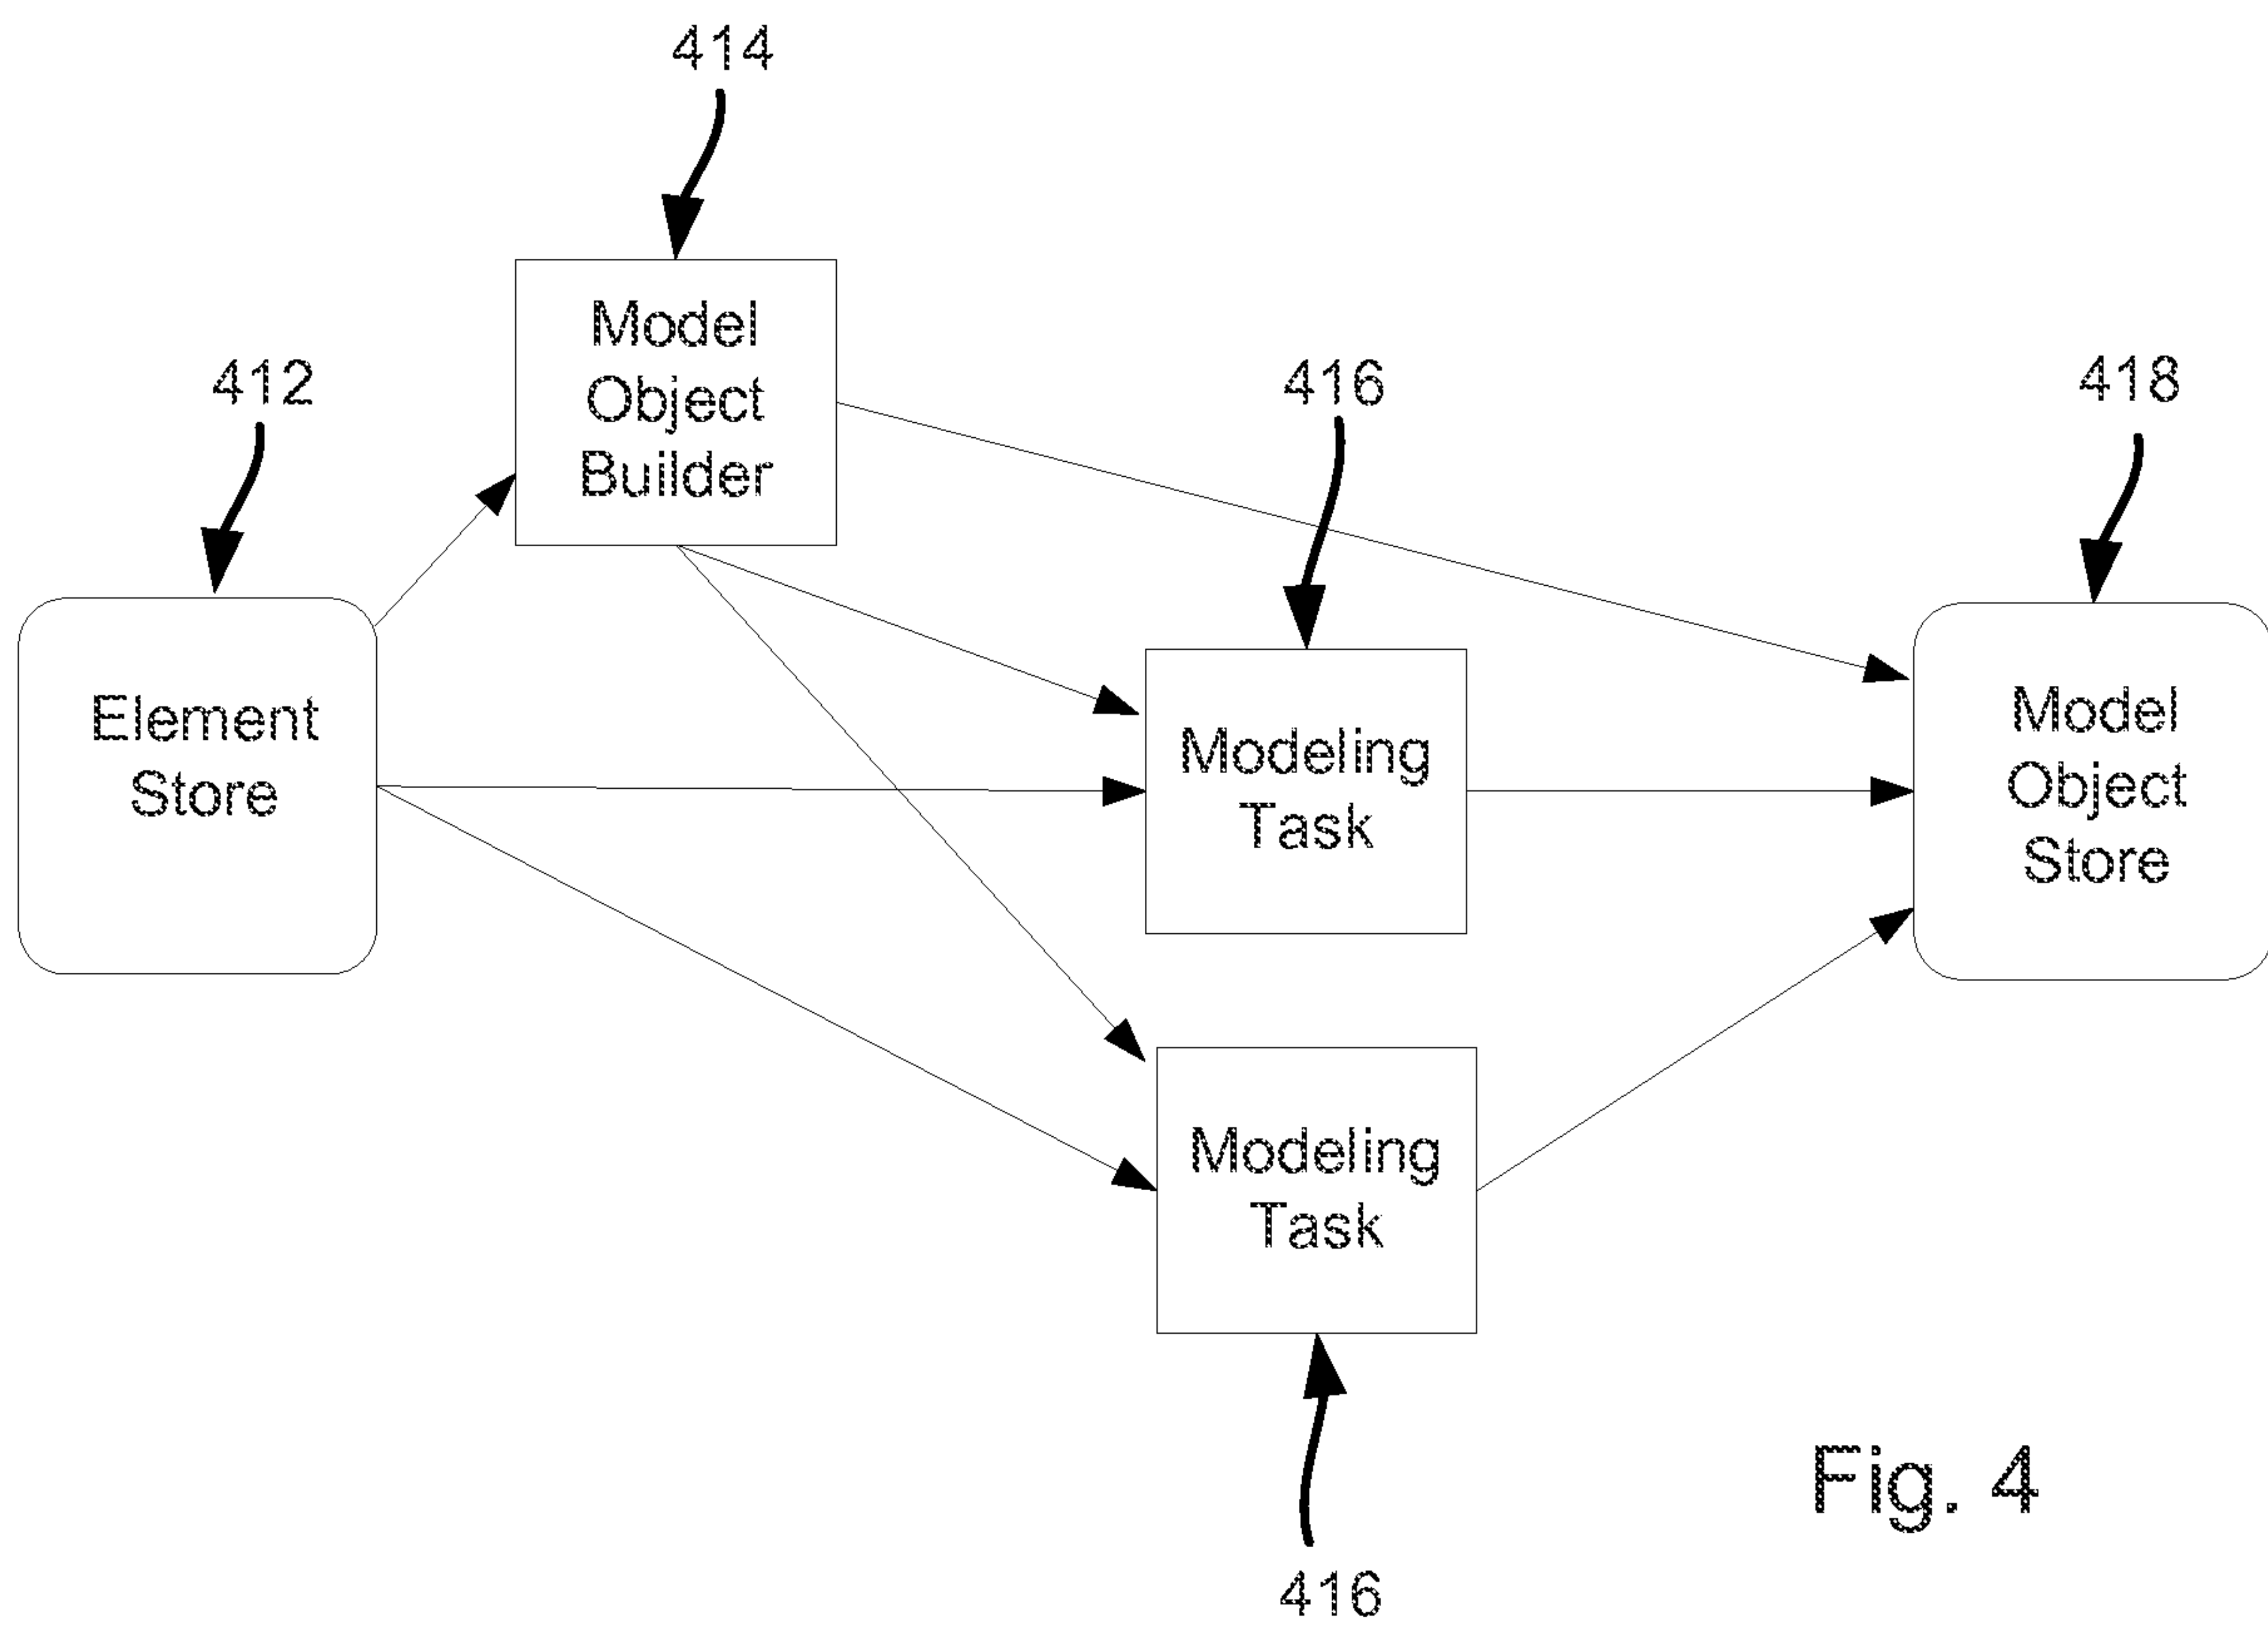 414
Model
Object
Builder
412
416
418
Element
Store
Modeling
Task
Model
Object
Store
Modeling
Task
416
Fig. 4